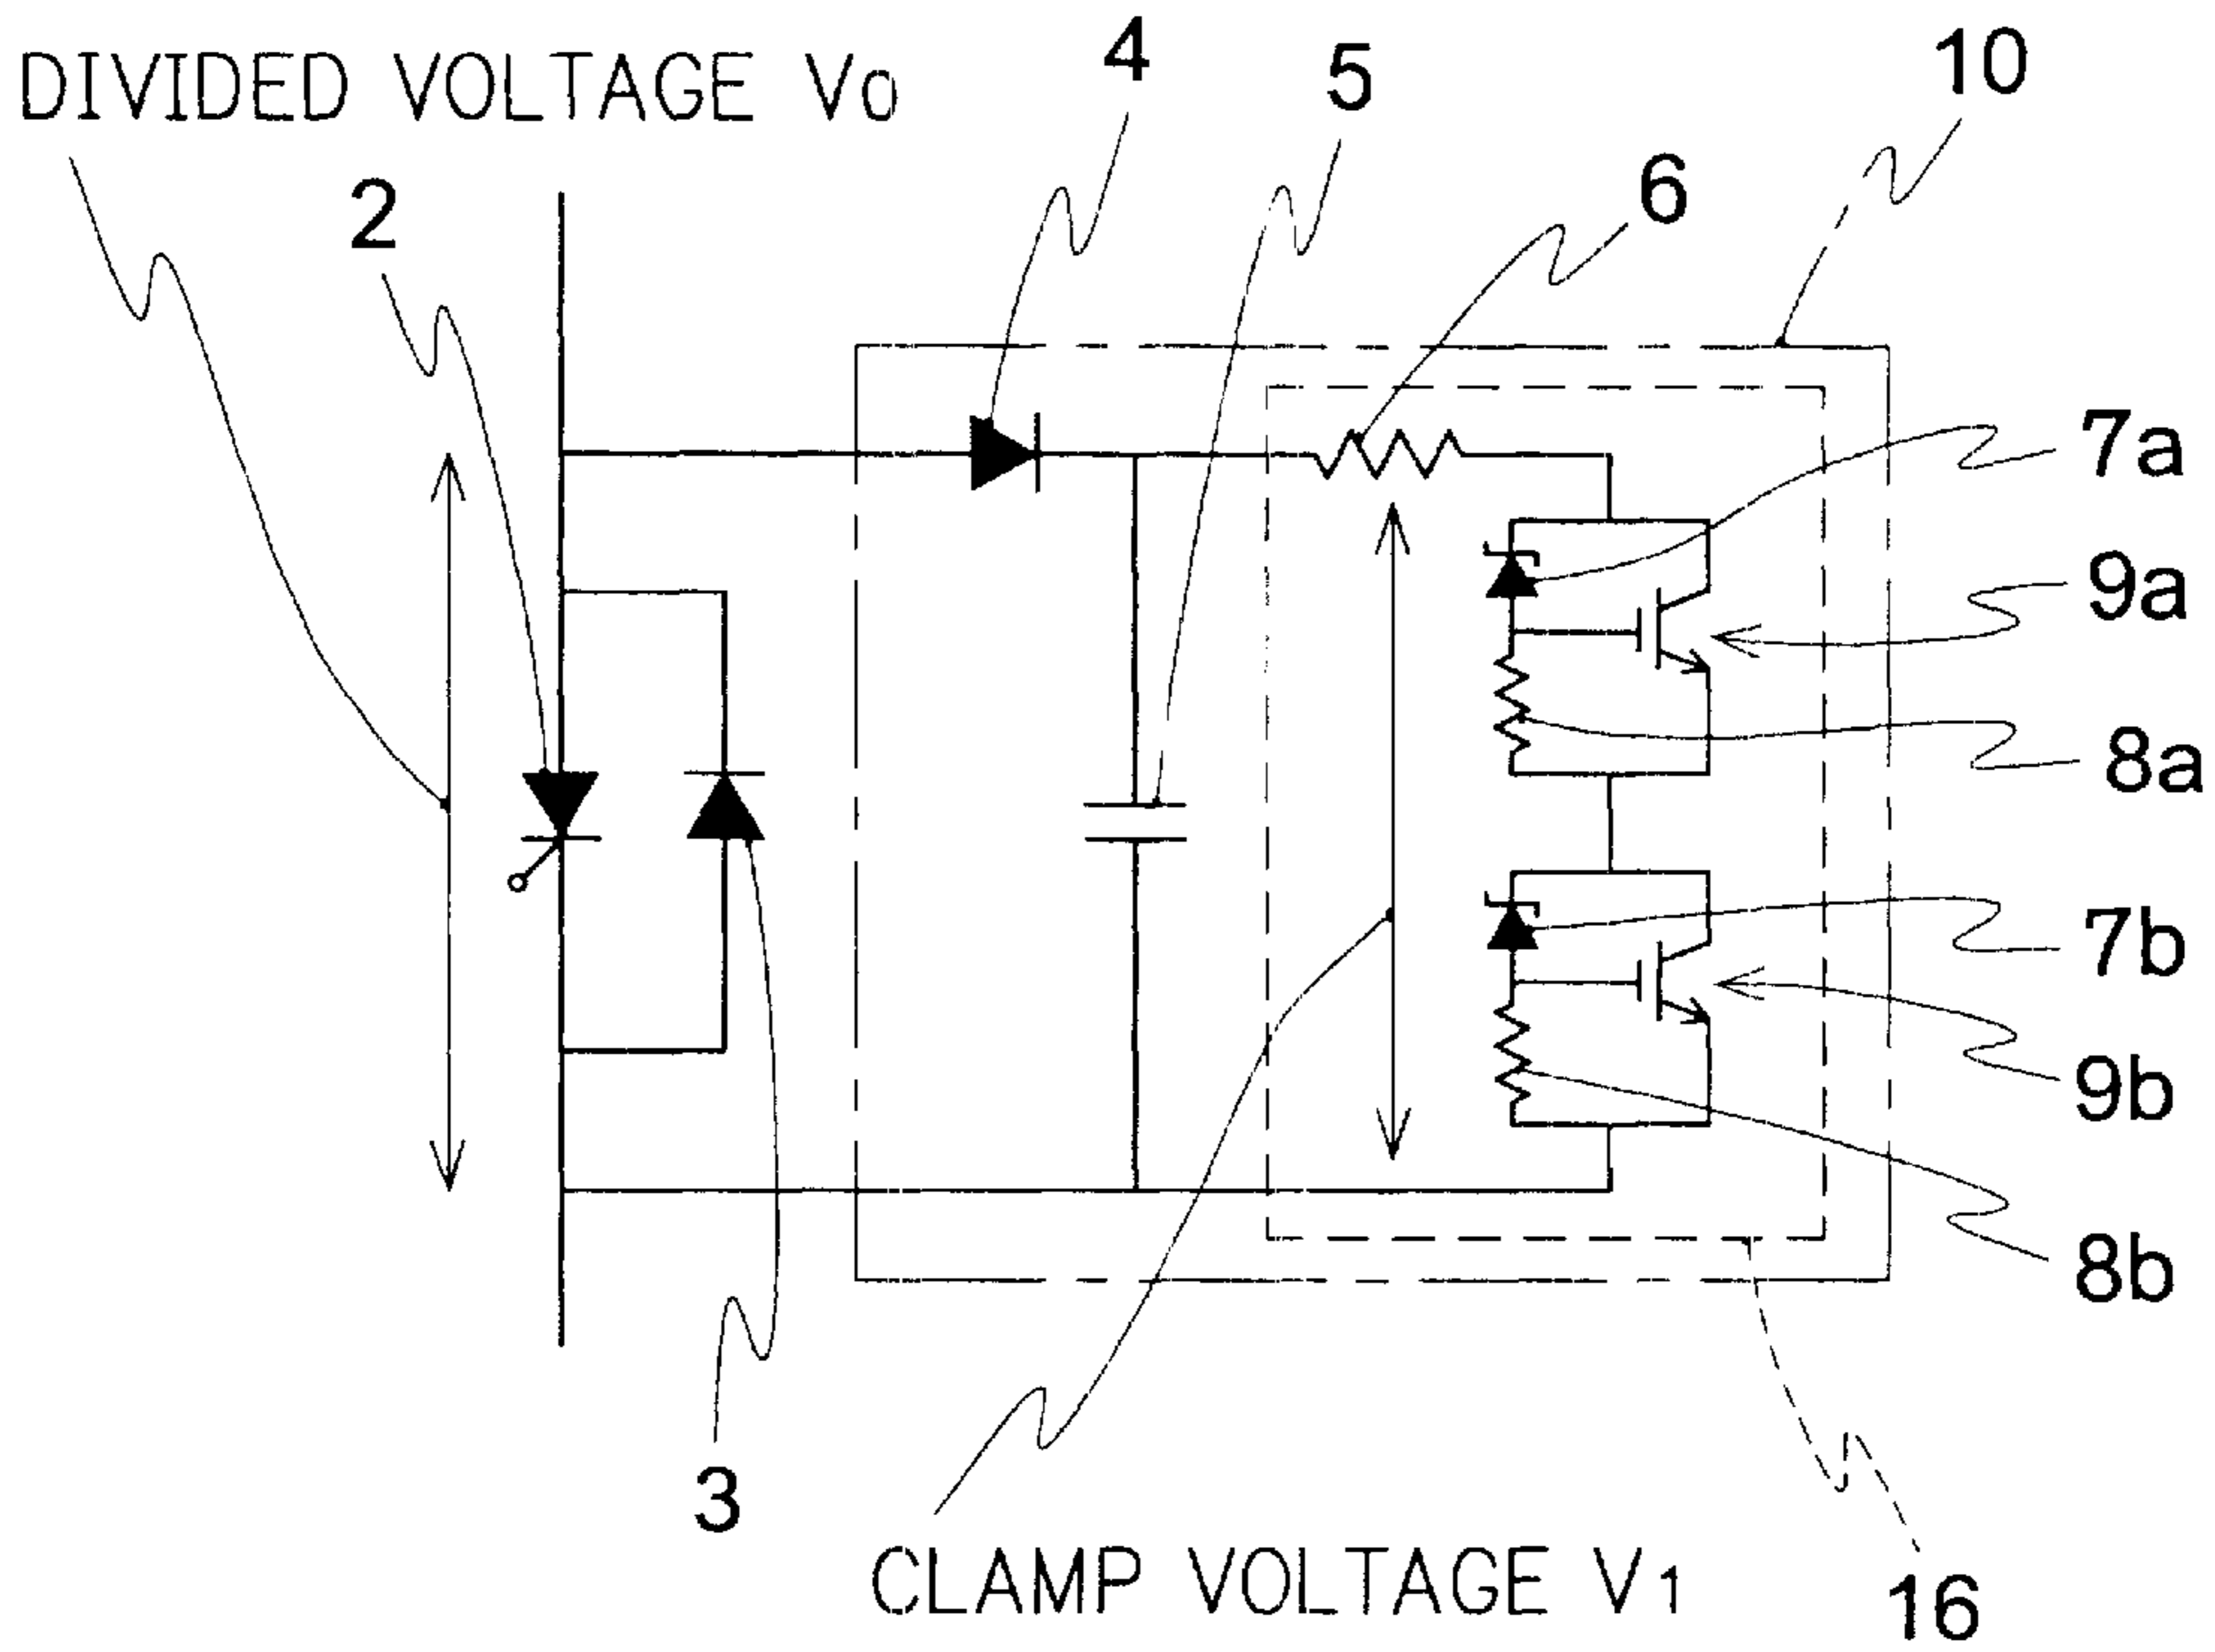 DIVIDED VOLTAGE V0
4
5
10
2
6
7a
9a
8a
7b
9b
8b
3
CLAMP VOLTAGE V1
16